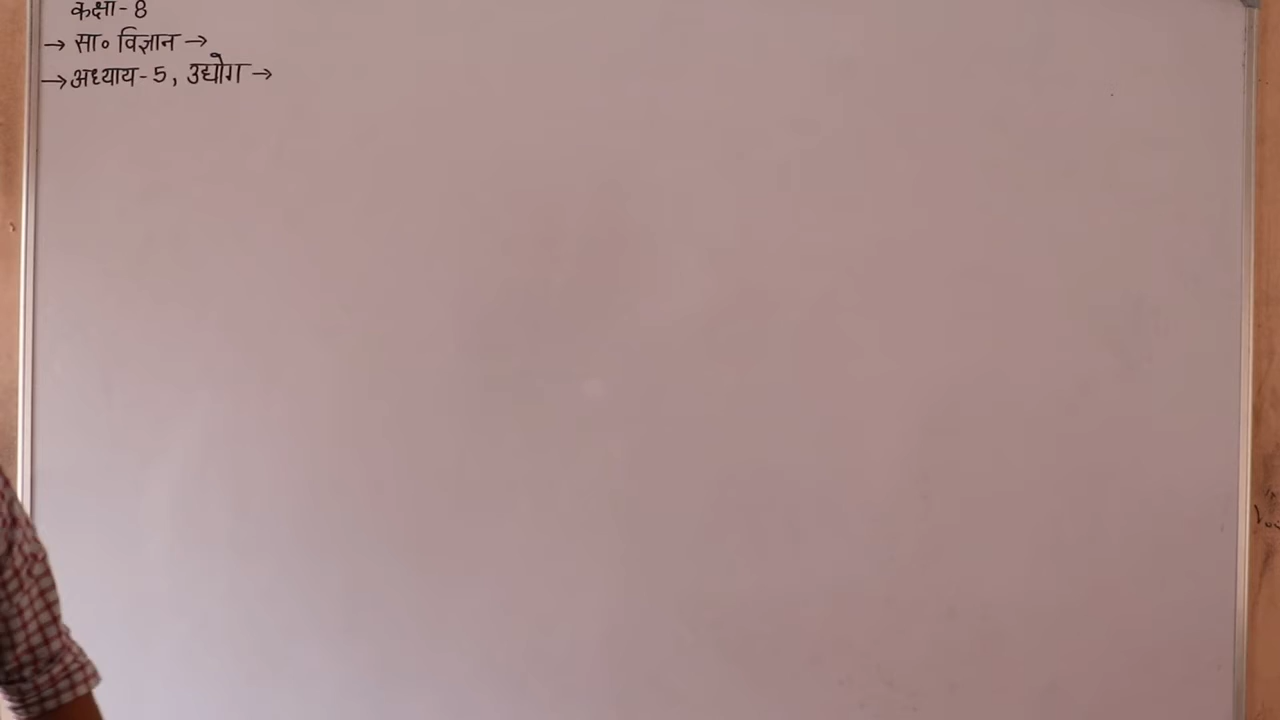 कक्षा- 8
→ सा० विज्ञान →
→ अध्याय- 5, उद्योग →